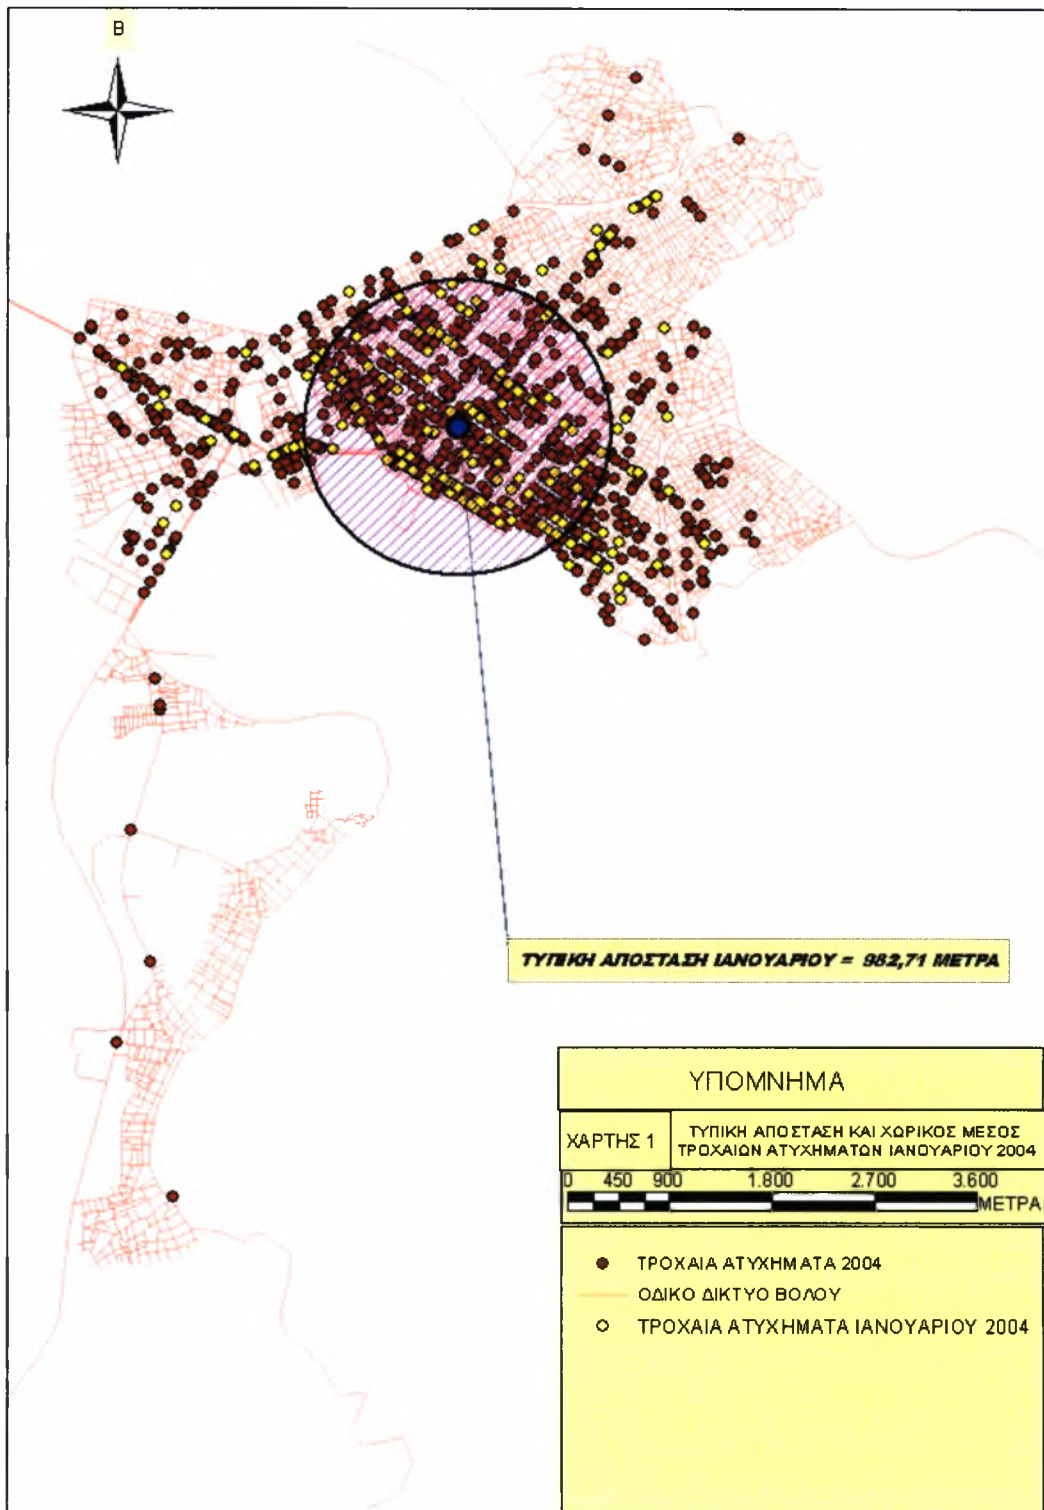 Β
ΤΥΠΙΚΗ ΑΠΟΣΤΑΣΗ ΙΑΝΟΥΑΡΙΟΥ = 982,71 ΜΕΤΡΑ
ΥΠΟΜΝΗΜΑ
ΧΑΡΤΗΣ 1
ΤΥΠΙΚΗ ΑΠΟΣΤΑΣΗ ΚΑΙ ΧΩΡΙΚΟΣ ΜΕΣΟΣ
ΤΡΟΧΑΙΩΝ ΑΤΥΧΗΜΑΤΩΝ ΙΑΝΟΥΑΡΙΟΥ 2004
0 450 900 1.800 2.700 3.600
ΜΕΤΡΑ
ΤΡΟΧΑΙΑ ΑΤΥΧΗΜΑΤΑ 2004
ΟΔΙΚΟ ΔΙΚΤΥΟ ΒΟΛΟΥ
ΤΡΟΧΑΙΑ ΑΤΥΧΗΜΑΤΑ ΙΑΝΟΥΑΡΙΟΥ 2004